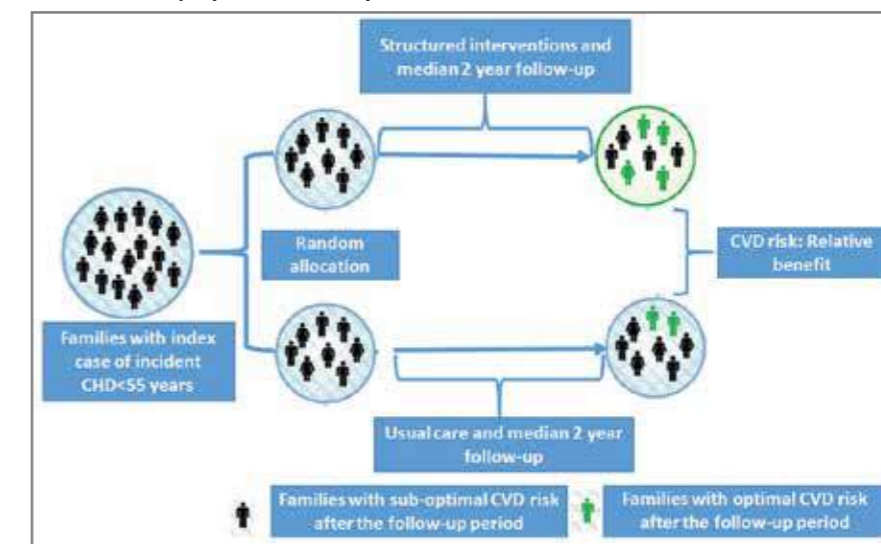 Structured interventions and
median 2 year follow-up
Random
allocation
CVD risk: Relative
benefit
Families with index
case of incident
CHD<55 years
Usual care and median 2 year
follow-up
Families with sub-optimal CVD risk
after the follow-up period
Families with optimal CVD risk
after the follow-up period